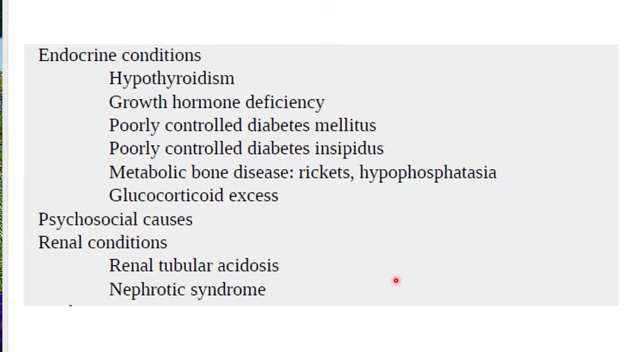 Endocrine conditions
Hypothyroidism
Growth hormone deficiency
Poorly controlled diabetes mellitus
Poorly controlled diabetes insipidus
Metabolic bone disease: rickets, hypophosphatasia
Glucocorticoid excess
Psychosocial causes
Renal conditions
Renal tubular acidosis
Nephrotic syndrome